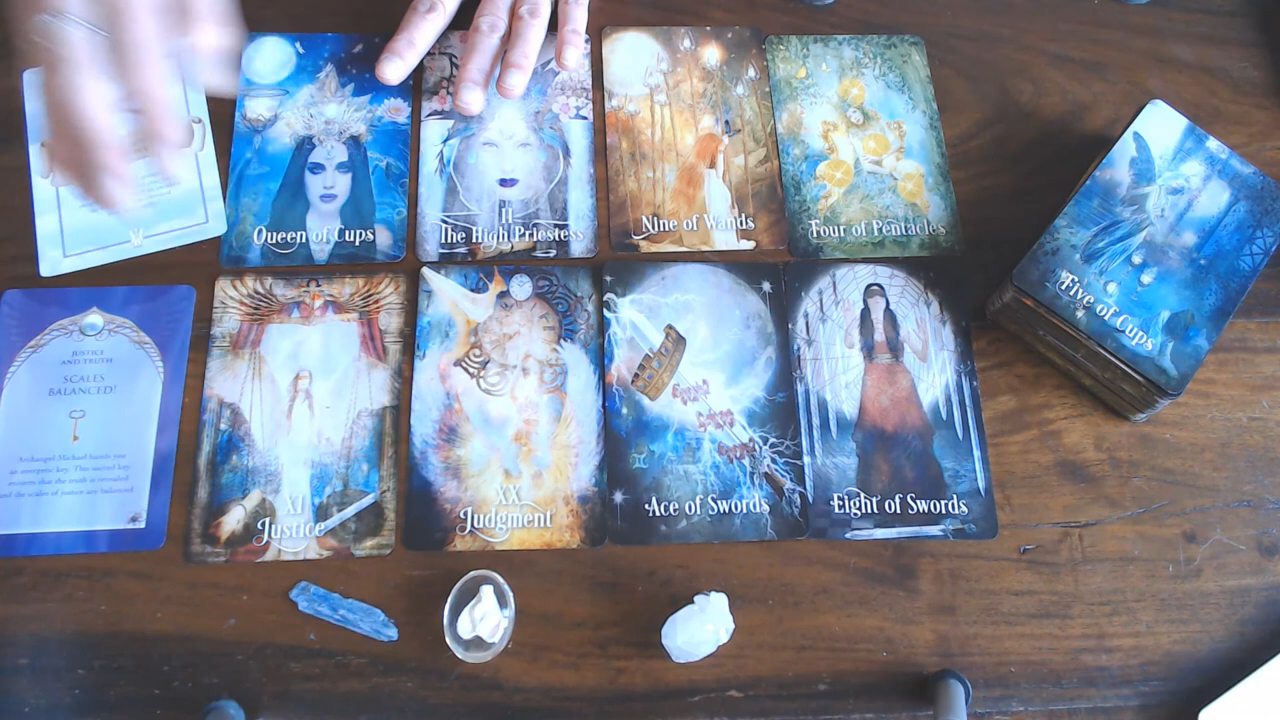 Queen of Cups
II
The High Priestess
Nine of Wands
Four of Pentacles
Five of Cups
JUSTICE
AND TRUTH
SCALES
BALANCED!
Archangel Michael hands you
an energetic key. This sacred key
ensures that the truth is revealed
and the scales of justice are balanced
XI
Justice
XX
Judgment
Ace of Swords
Eight of Swords